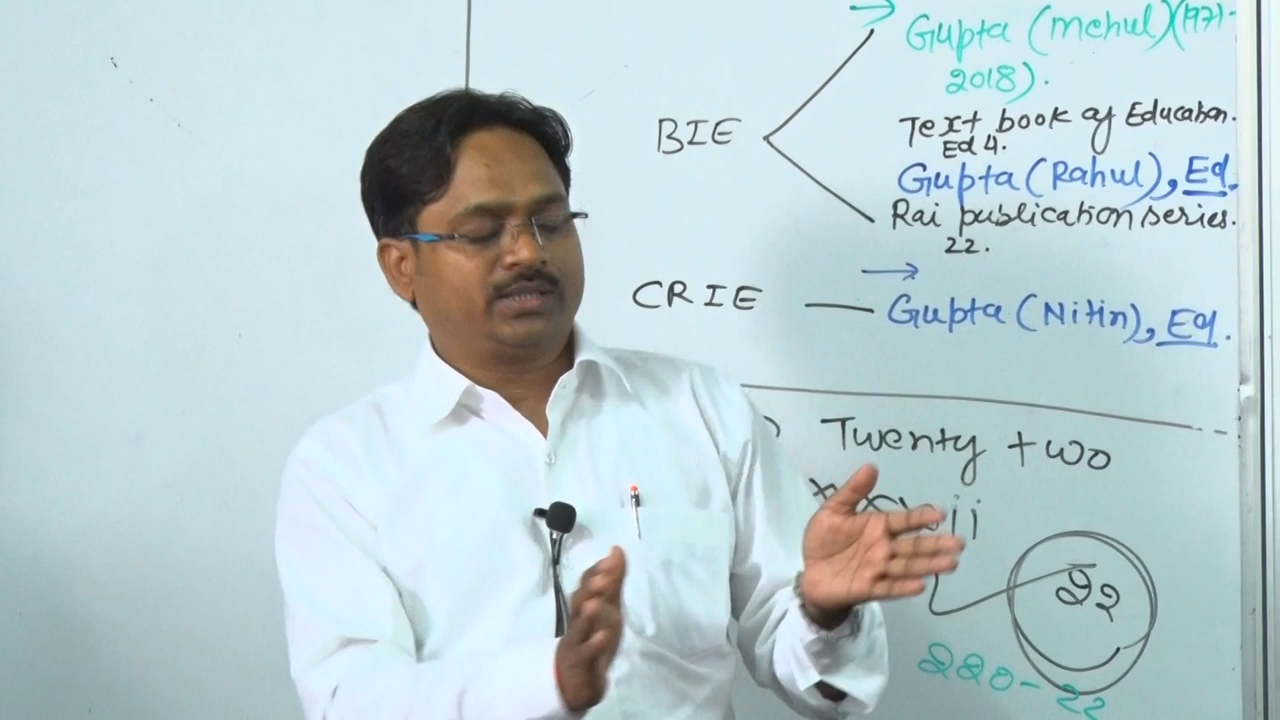 Gupta (Mehul)(1971-
2018).
BIE
Text book of Education.
Ed 4.
Gupta (Rahul), Ed.
Rai publication series.
22.
CRIE — Gupta (Nitin), Ed.
Twenty two
22
220-22